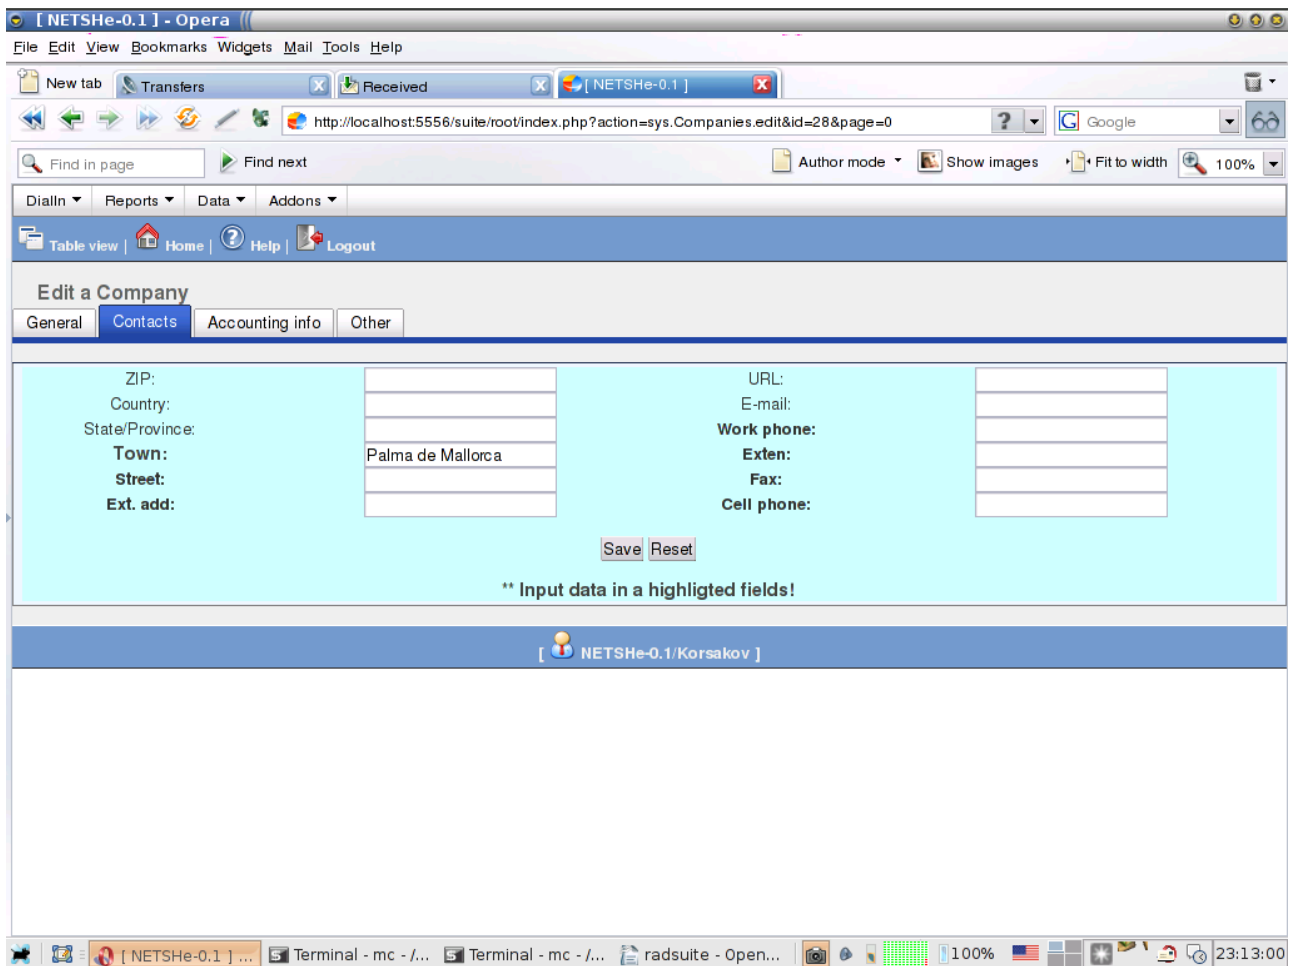 [ NETSHe-0.1 ] - Opera
File Edit View Bookmarks Widgets Mail Tools Help
New tab Transfers Received [ NETSHe-0.1 ]
http://localhost:5556/suite/root/index.php?action=sys.Companies.edit&id=28&page=0 ? G Google
Find in page Find next Author mode Show images Fit to width 100%
DialIn Reports Data Addons
Table view | Home | Help | Logout
Edit a Company
General Contacts Accounting info Other
ZIP: URL:
Country: E-mail:
State/Province: Work phone:
Town: Palma de Mallorca Exten:
Street: Fax:
Ext. add: Cell phone:
Save Reset
** Input data in a highligted fields!
[ NETSHe-0.1/Korsakov ]
[ NETSHe-0.1 ] ... Terminal - mc - /... Terminal - mc - /... radsuite - Open... 100% 23:13:00